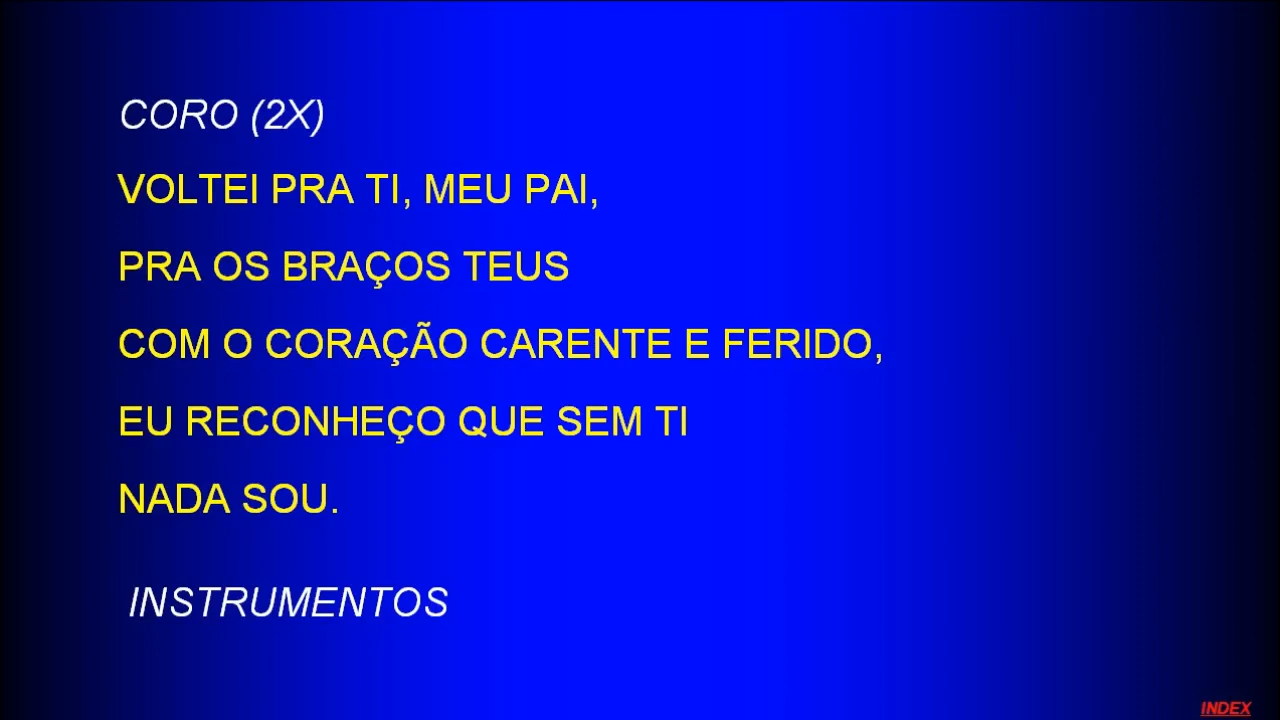 CORO (2X)
VOLTEI PRA TI, MEU PAI,
PRA OS BRAÇOS TEUS
COM O CORAÇÃO CARENTE E FERIDO,
EU RECONHEÇO QUE SEM TI
NADA SOU.
INSTRUMENTOS
INDEX